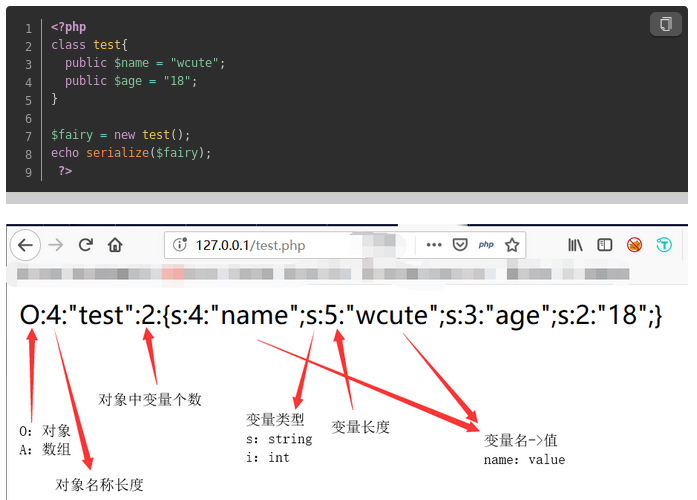 1 <?php
2 class test{
3 public $name = "wcute";
4 public $age = "18";
5 }
6
7 $fairy = new test();
8 echo serialize($fairy);
9 ?>
127.0.0.1/test.php
php
O:4:"test":2:{s:4:"name";s:5:"wcute";s:3:"age";s:2:"18";}
对象中变量个数
O: 对象
A: 数组
对象名称长度
变量类型
s: string
i: int
变量长度
变量名->值
name: value